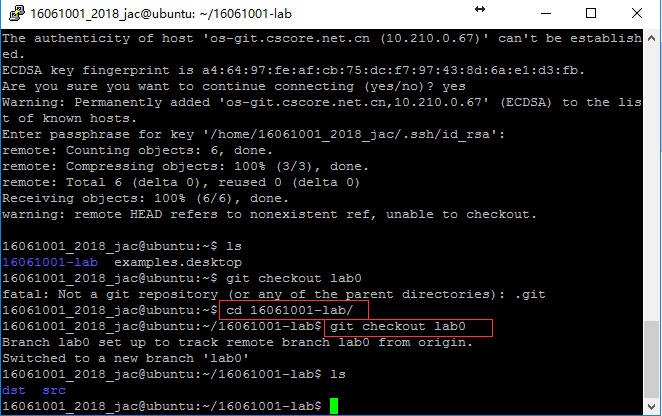 16061001_2018_jac@ubuntu: ~/16061001-lab
The authenticity of host 'os-git.cscore.net.cn (10.210.0.67)' can't be establish
ed.
ECDSA key fingerprint is a4:64:97:fe:af:cb:75:dc:f7:97:43:8d:6a:e1:d3:fb.
Are you sure you want to continue connecting (yes/no)? yes
Warning: Permanently added 'os-git.cscore.net.cn,10.210.0.67' (ECDSA) to the lis
t of known hosts.
Enter passphrase for key '/home/16061001_2018_jac/.ssh/id_rsa':
remote: Counting objects: 6, done.
remote: Compressing objects: 100% (3/3), done.
remote: Total 6 (delta 0), reused 0 (delta 0)
Receiving objects: 100% (6/6), done.
warning: remote HEAD refers to nonexistent ref, unable to checkout.
16061001_2018_jac@ubuntu:~$ ls
16061001-lab  examples.desktop
16061001_2018_jac@ubuntu:~$ git checkout lab0
fatal: Not a git repository (or any of the parent directories): .git
16061001_2018_jac@ubuntu:~$ cd 16061001-lab/
16061001_2018_jac@ubuntu:~/16061001-lab$ git checkout lab0
Branch lab0 set up to track remote branch lab0 from origin.
Switched to a new branch 'lab0'
16061001_2018_jac@ubuntu:~/16061001-lab$ ls
dst  src
16061001_2018_jac@ubuntu:~/16061001-lab$